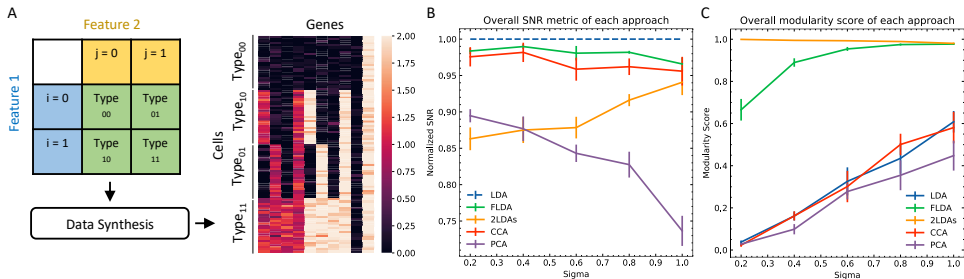 A
Feature 2
Feature 1
j = 0
j = 1
i = 0
Type
00
Type
01
i = 1
Type
10
Type
11
Data Synthesis
Genes
Cells
Type00
Type10
Type01
Type11
2.00
1.75
1.50
1.25
1.00
0.75
0.50
0.25
0.00
B
Overall SNR metric of each approach
Normalized SNR
1.00
0.95
0.90
0.85
0.80
0.75
LDA
FLDA
2LDAs
CCA
PCA
0.2 0.3 0.4 0.5 0.6 0.7 0.8 0.9 1.0
Sigma
C
Overall modularity score of each approach
Modularity Score
1.0
0.8
0.6
0.4
0.2
0.0
LDA
FLDA
2LDAs
CCA
PCA
0.2 0.3 0.4 0.5 0.6 0.7 0.8 0.9 1.0
Sigma